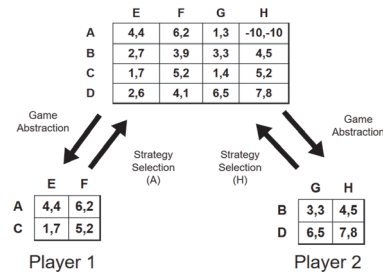 E F G H
A 4,4 6,2 1,3 -10,-10
B 2,7 3,9 3,3 4,5
C 1,7 5,2 1,4 5,2
D 2,6 4,1 6,5 7,8
Game
Abstraction
Strategy
Selection
(A)
Strategy
Selection
(H)
Game
Abstraction
E F
A 4,4 6,2
C 1,7 5,2
Player 1
G H
B 3,3 4,5
D 6,5 7,8
Player 2